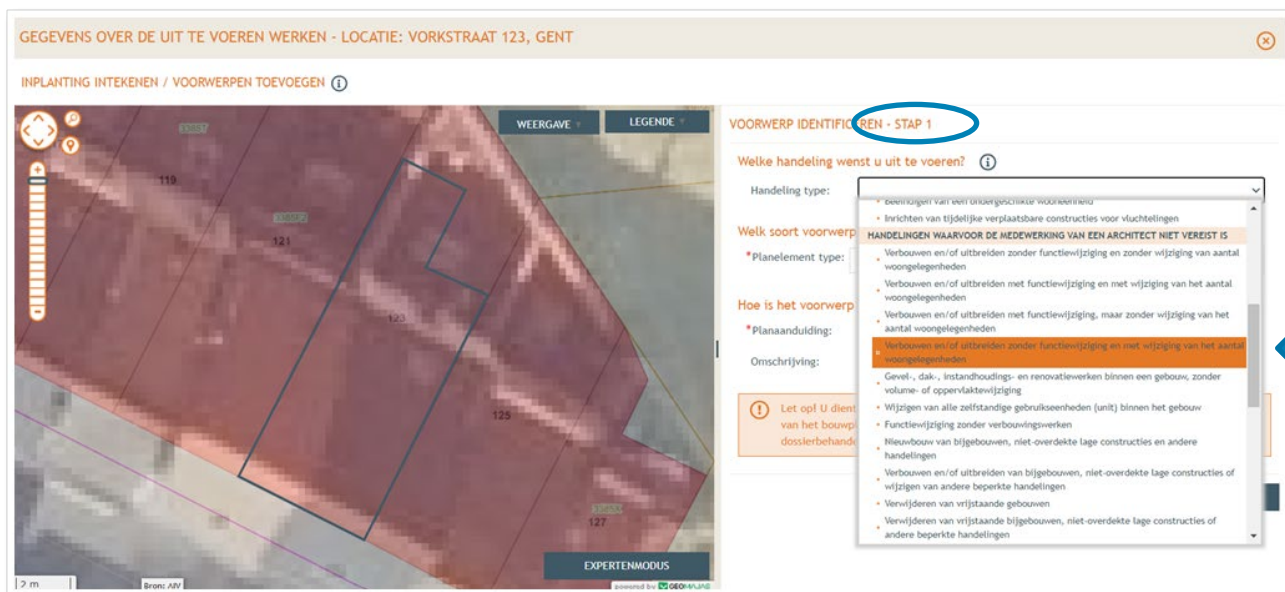 GEGEVENS OVER DE UIT TE VOEREN WERKEN - LOCATIE: VORKSTRAAT 123, GENT
INPLANTING INTEKENEN / VOORWERPEN TOEVOEGEN
WEERGAVE
LEGENDE
119
121
123
125
127
2 m
Bron: AIV
EXPERTENMODUS
powered by GEOMAJAS
VOORWERP IDENTIFICEREN - STAP 1
Welke handeling wenst u uit te voeren?
Handeling type:
Beëindigen van een ondergeschikte wooneenheid
Inrichten van tijdelijke verplaatsbare constructies voor vluchtelingen
HANDELINGEN WAARVOOR DE MEDEWERKING VAN EEN ARCHITECT NIET VEREIST IS
Verbouwen en/of uitbreiden zonder functiewijziging en zonder wijziging van aantal
woongelegenheden
Verbouwen en/of uitbreiden met functiewijziging en met wijziging van het aantal
woongelegenheden
Verbouwen en/of uitbreiden met functiewijziging, maar zonder wijziging van het
aantal woongelegenheden
Verbouwen en/of uitbreiden zonder functiewijziging en met wijziging van het aantal
woongelegenheden
Gevel-, dak-, instandhoudings- en renovatiewerken binnen een gebouw, zonder
volume- of oppervlaktewijziging
Wijzigen van alle zelfstandige gebruikseenheden (unit) binnen het gebouw
Functiewijziging zonder verbouwingswerken
Nieuwbouw van bijgebouwen, niet-overdekte lage constructies en andere
handelingen
Verbouwen en/of uitbreiden van bijgebouwen, niet-overdekte lage constructies of
wijzigen van andere beperkte handelingen
Verwijderen van vrijstaande gebouwen
Verwijderen van vrijstaande bijgebouwen, niet-overdekte lage constructies of
andere beperkte handelingen
Welk soort voorwerp
*Planelement type:
Hoe is het voorwerp
*Planaanduiding:
Omschrijving:
Let op! U dient
van het bouwpl
dossierbehande